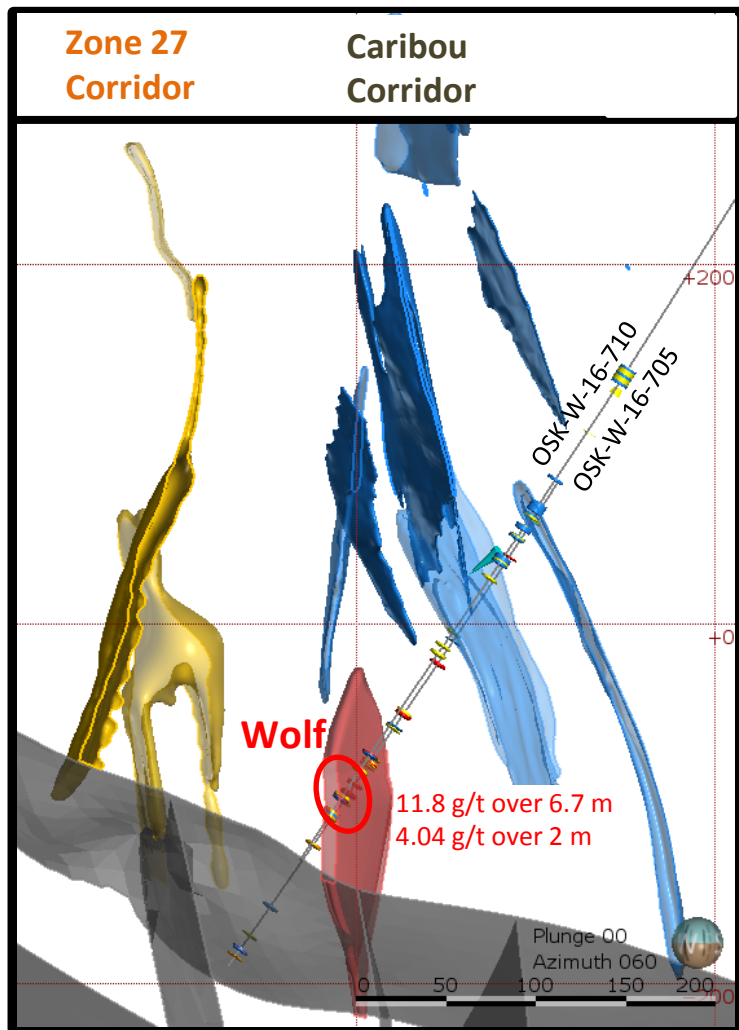 Zone 27
Corridor
Caribou
Corridor
+200
OSK-W-16-710
OSK-W-16-705
+0
Wolf
11.8 g/t over 6.7 m
4.04 g/t over 2 m
Plunge 00
Azimuth 060
0 50 100 150 200
-200